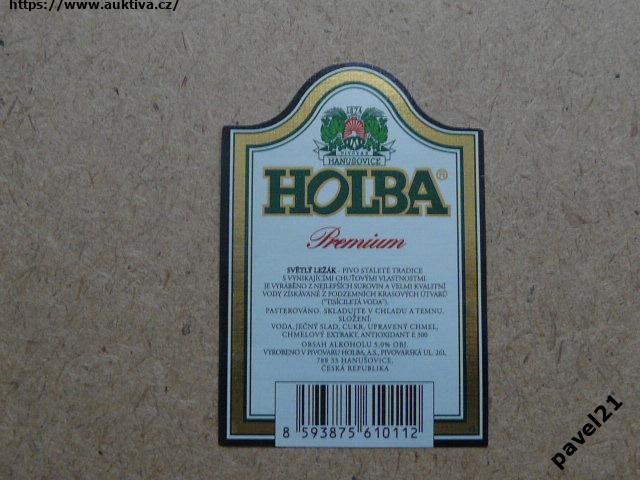 https://www.auktiva.cz/
1874
PIVOVAR
HANUŠOVICE
HOLBA®
Premium
SVĚTLÝ LEŽÁK - PIVO STALETÉ TRADICE
S VYNIKAJÍCÍMI CHUŤOVÝMI VLASTNOSTMI.
JE VYRÁBĚNO Z NEJLEPŠÍCH SUROVIN A VELMI KVALITNÍ
VODY, ZÍSKÁVANÉ Z PODZEMNÍCH KRASOVÝCH ÚTVARŮ
("TISÍCILETÁ VODA").
PASTEROVÁNO. SKLADUJTE V CHLADU A TEMNU.
SLOŽENÍ:
VODA, JEČNÝ SLAD, CUKR, UPRAVENÝ CHMEL,
CHMELOVÝ EXTRAKT, ANTIOXIDANT E 300
OBSAH ALKOHOLU 5,0% OBJ.
VYROBENO V PIVOVARU HOLBA, A.S., PIVOVARSKÁ UL. 261,
788 33 HANUŠOVICE,
ČESKÁ REPUBLIKA
8 593875 610112
pavel21